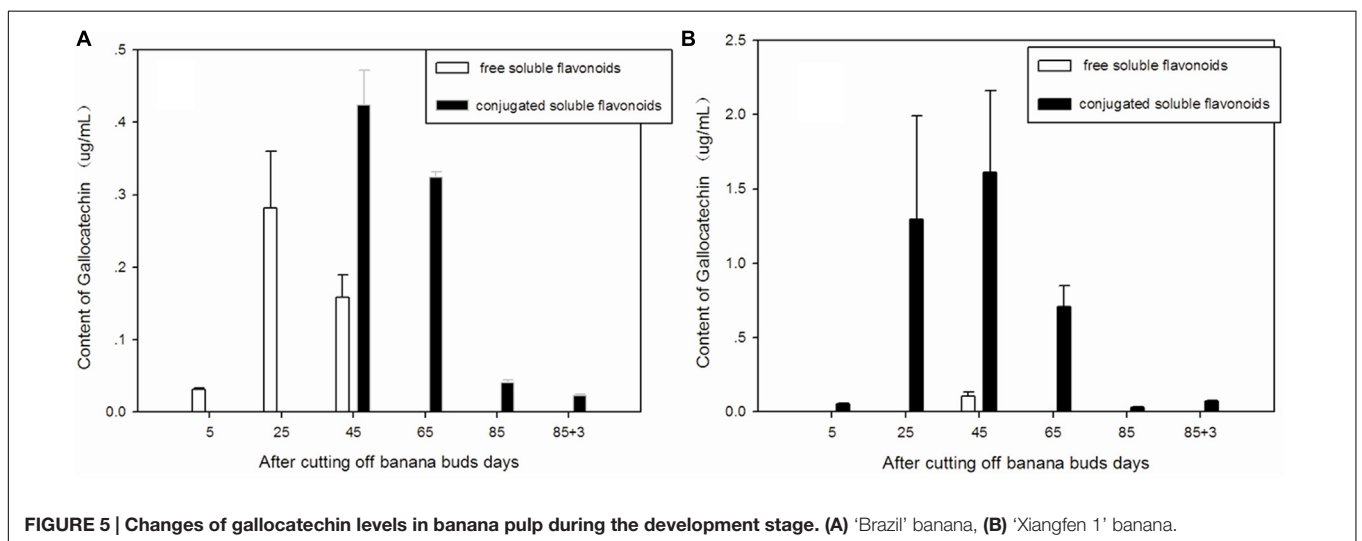 A
.5
.4
.3
.2
.1
0.0
Content of Gallocatechin (ug/mL)
free soluble flavonoids
conjugated soluble flavonoids
5 25 45 65 85 85+3
After cutting off banana buds days
B
2.5
2.0
1.5
1.0
.5
0.0
Content of Gallocatechin (ug/mL)
free soluble flavonoids
conjugated soluble flavonoids
5 25 45 65 85 85+3
After cutting off banana buds days
FIGURE 5 | Changes of gallocatechin levels in banana pulp during the development stage. (A) ‘Brazil’ banana, (B) ‘Xiangfen 1’ banana.